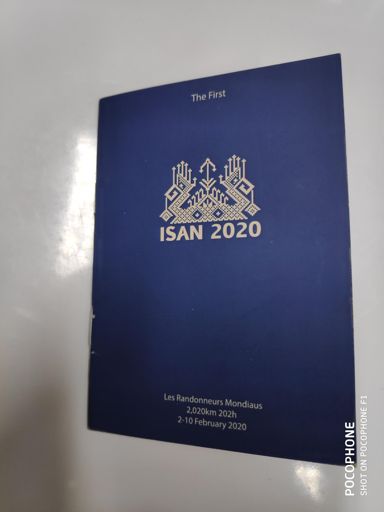 The First
ISAN 2020
Les Randonneurs Mondiaus
2,020km 202h
2-10 February 2020
POCOPHONE
SHOT ON POCOPHONE F1